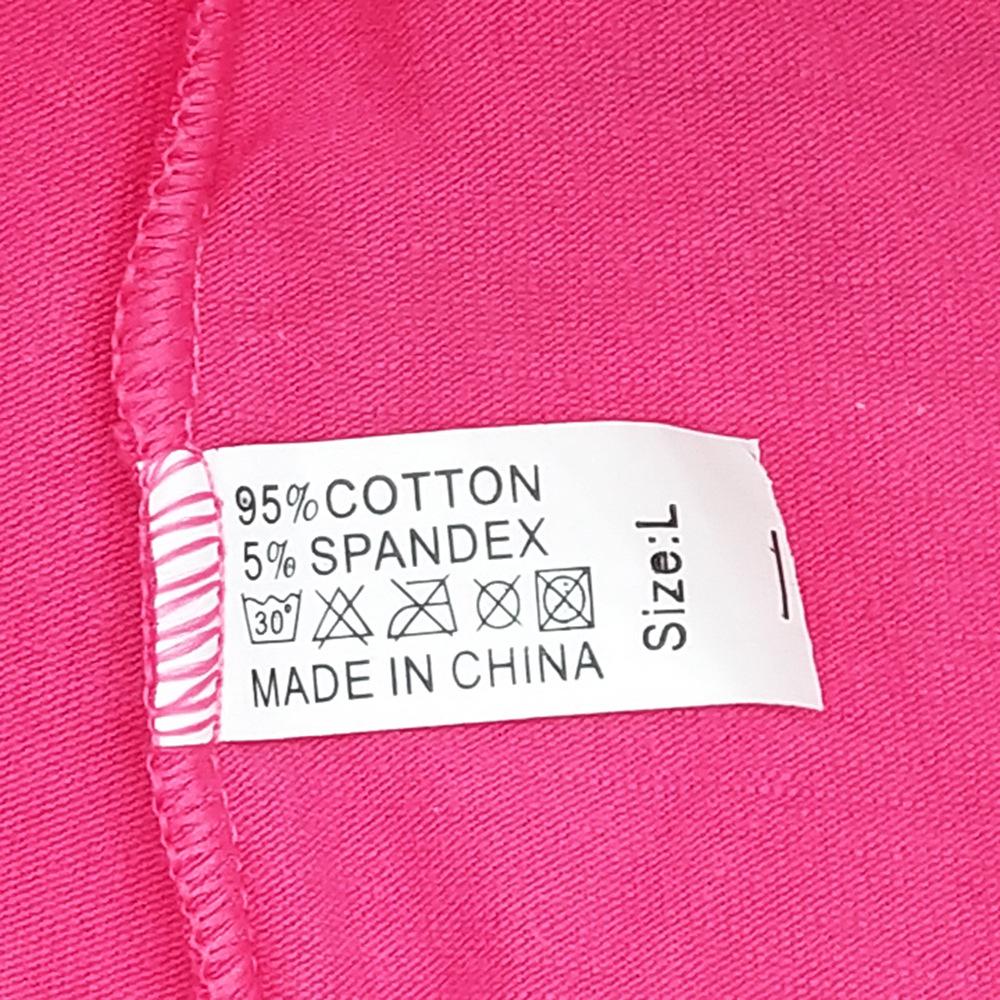 95% COTTON
5% SPANDEX
30°
MADE IN CHINA
Size:L